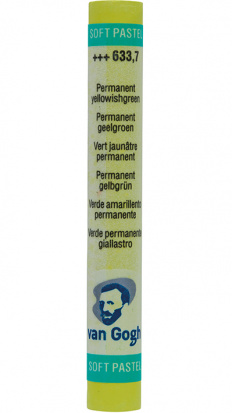 SOFT PASTEL
+++ 633,7
Permanent
yellowishgreen
Permanent
geelgroen
Vert jaunâtre
permanent
Permanent
gelbgrün
Verde amarillento
permanente
Verde permanente
giallastro
van Gogh
SOFT PASTEL